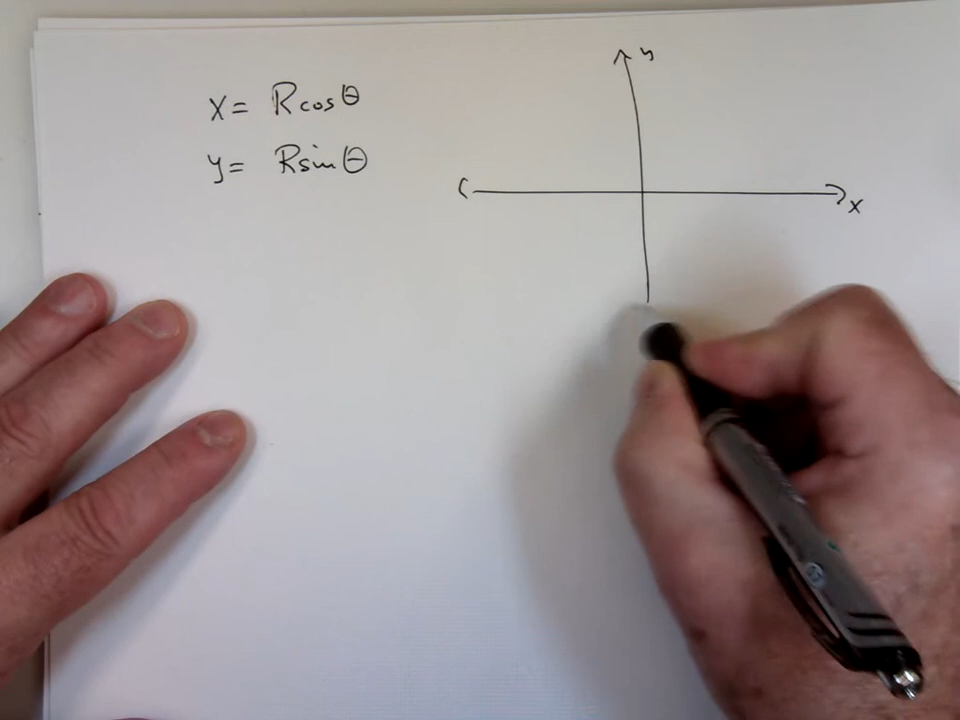 x = Rcosθ
y = Rsinθ
y
x